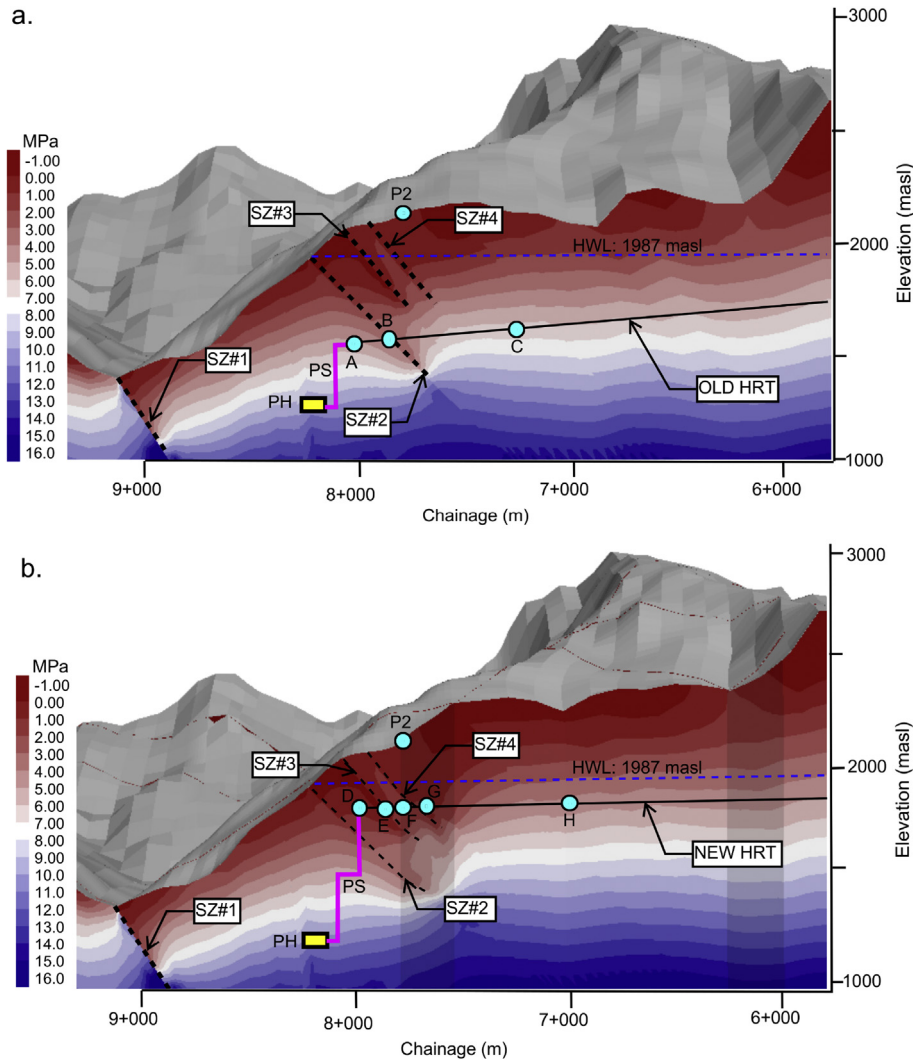 a.
3000
MPa
-1.00
0.00
1.00
2.00
3.00
4.00
5.00
6.00
7.00
8.00
9.00
10.0
11.0
12.0
13.0
14.0
15.0
16.0
P2
SZ#3
SZ#4
2000
HWL: 1987 masl
Elevation (masl)
B
A
C
SZ#1
PS
OLD HRT
PH
SZ#2
1000
9+000
8+000
7+000
6+000
Chainage (m)
b.
3000
MPa
-1.00
0.00
1.00
2.00
3.00
4.00
5.00
6.00
7.00
8.00
9.00
10.0
11.0
12.0
13.0
14.0
15.0
16.0
P2
SZ#3
SZ#4
2000
HWL: 1987 masl
Elevation (masl)
D
G
E
F
H
NEW HRT
PS
SZ#1
SZ#2
PH
1000
9+000
8+000
7+000
6+000
Chainage (m)